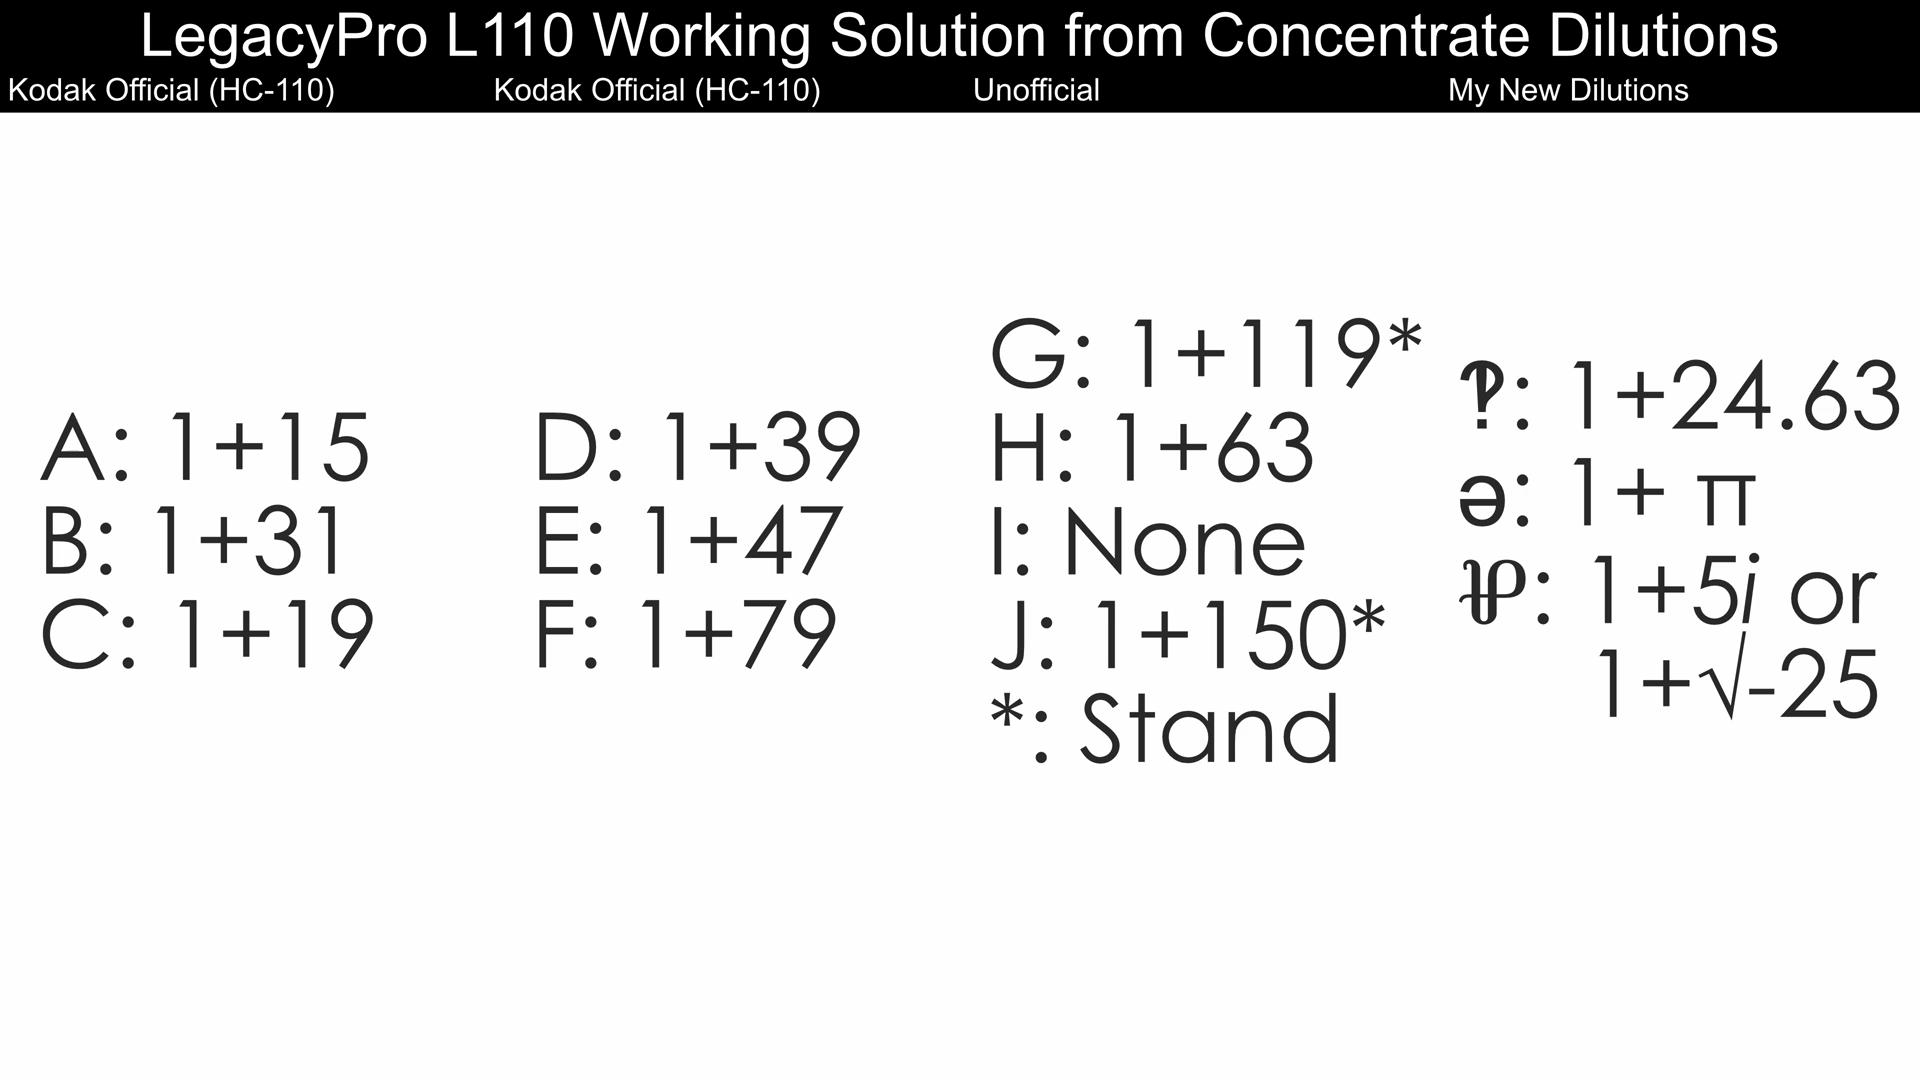 LegacyPro L110 Working Solution from Concentrate Dilutions
Kodak Official (HC-110)
A: 1+15
B: 1+31
C: 1+19
Kodak Official (HC-110)
D: 1+39
E: 1+47
F: 1+79
Unofficial
G: 1+119*
H: 1+63
I: None
J: 1+150*
*: Stand
My New Dilutions
‽: 1+24.63
ə: 1+ π
: 1+5i or
1+√-25